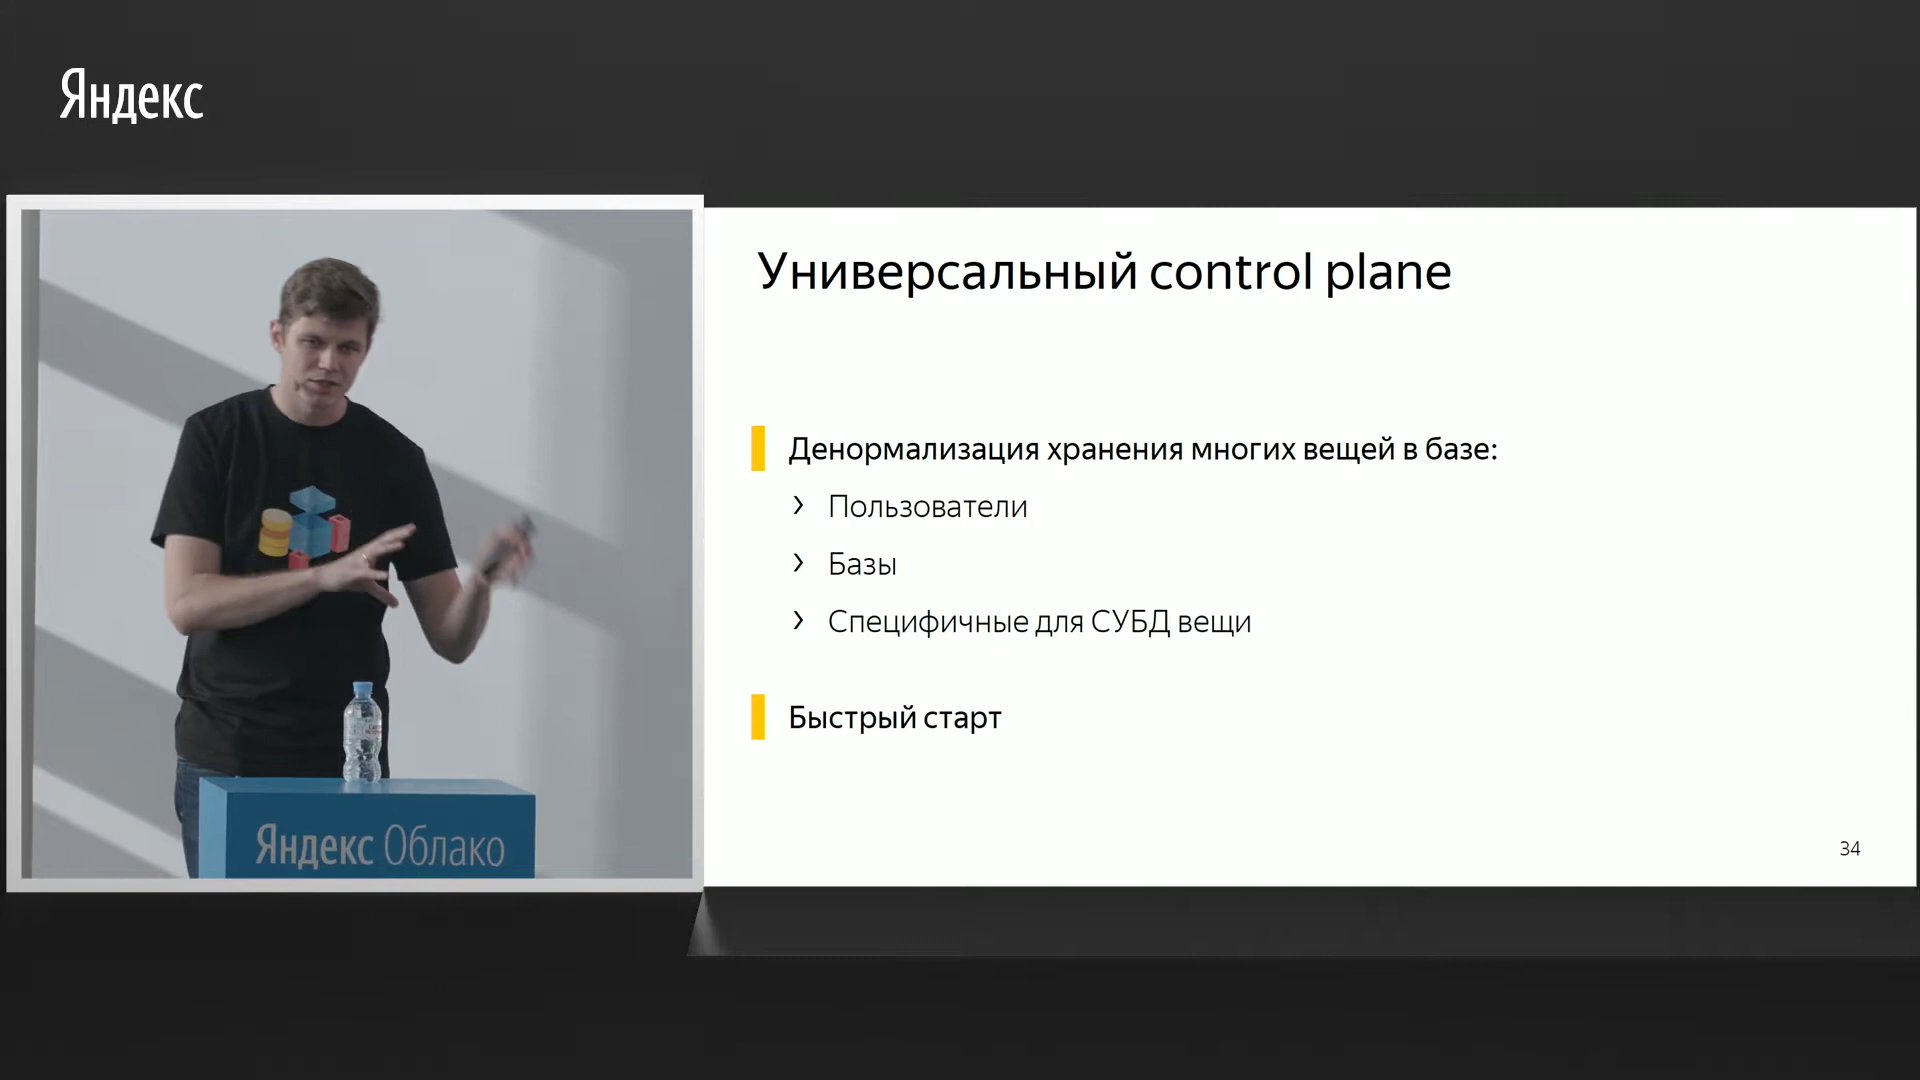 Яндекс
Универсальный control plane
Денормализация хранения многих вещей в базе:
Пользователи
Базы
Специфичные для СУБД вещи
Быстрый старт
34
Яндекс Облако